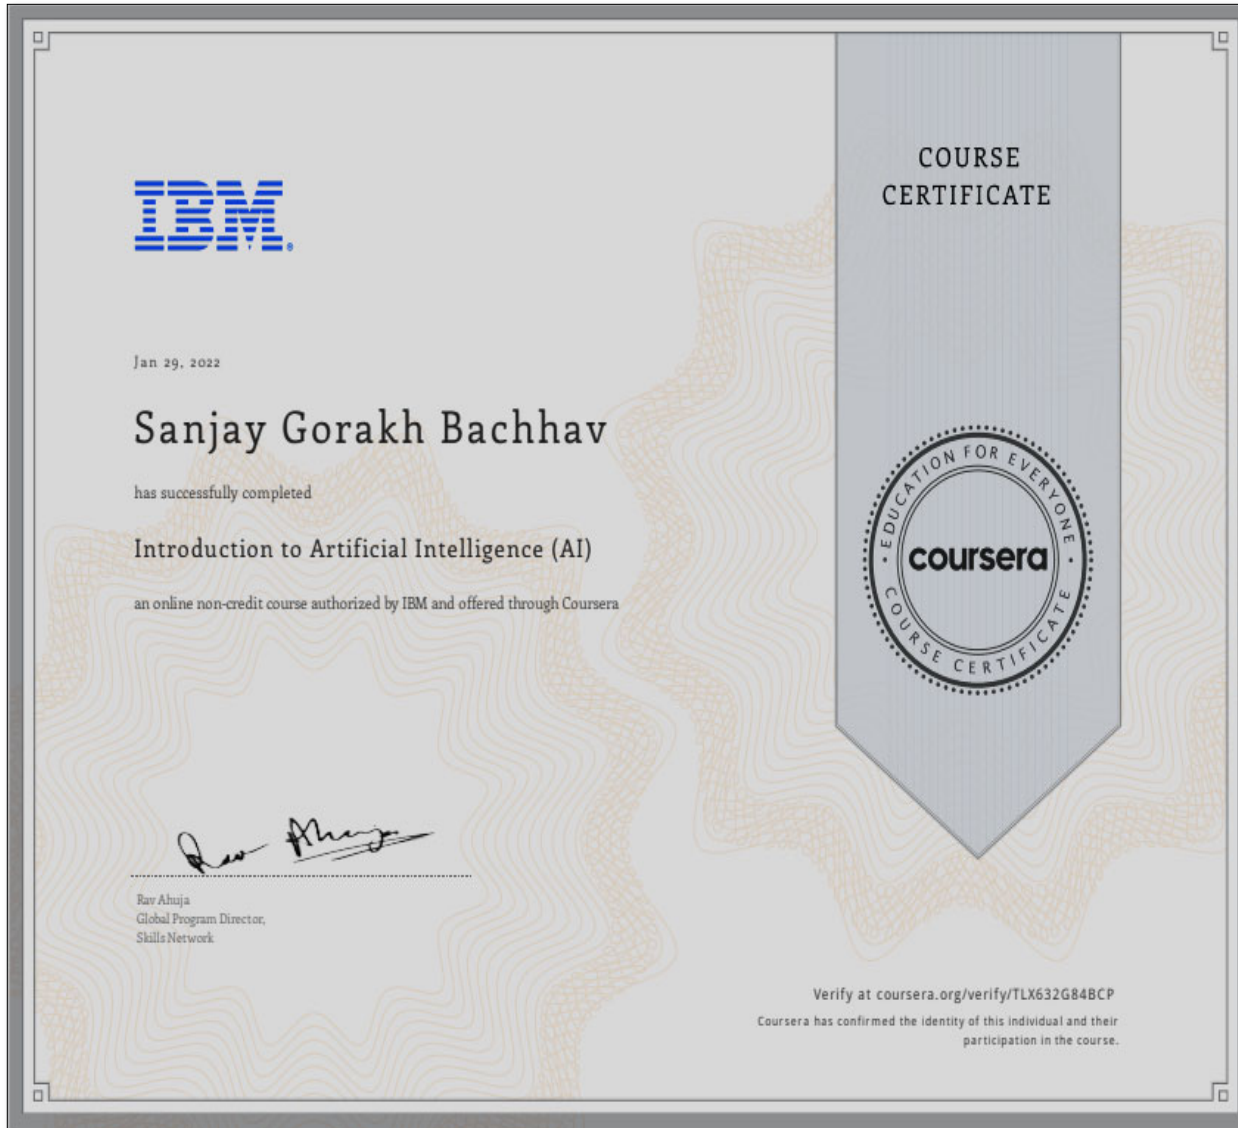 COURSE
CERTIFICATE
IBM®
Jan 29, 2022
Sanjay Gorakh Bachhav
has successfully completed
Introduction to Artificial Intelligence (AI)
an online non-credit course authorized by IBM and offered through Coursera
EDUCATION FOR EVERYONE
coursera
COURSE CERTIFICATE
Rav Ahuja
Rav Ahuja
Global Program Director,
Skills Network
Verify at coursera.org/verify/TLX632G84BCP
Coursera has confirmed the identity of this individual and their
participation in the course.